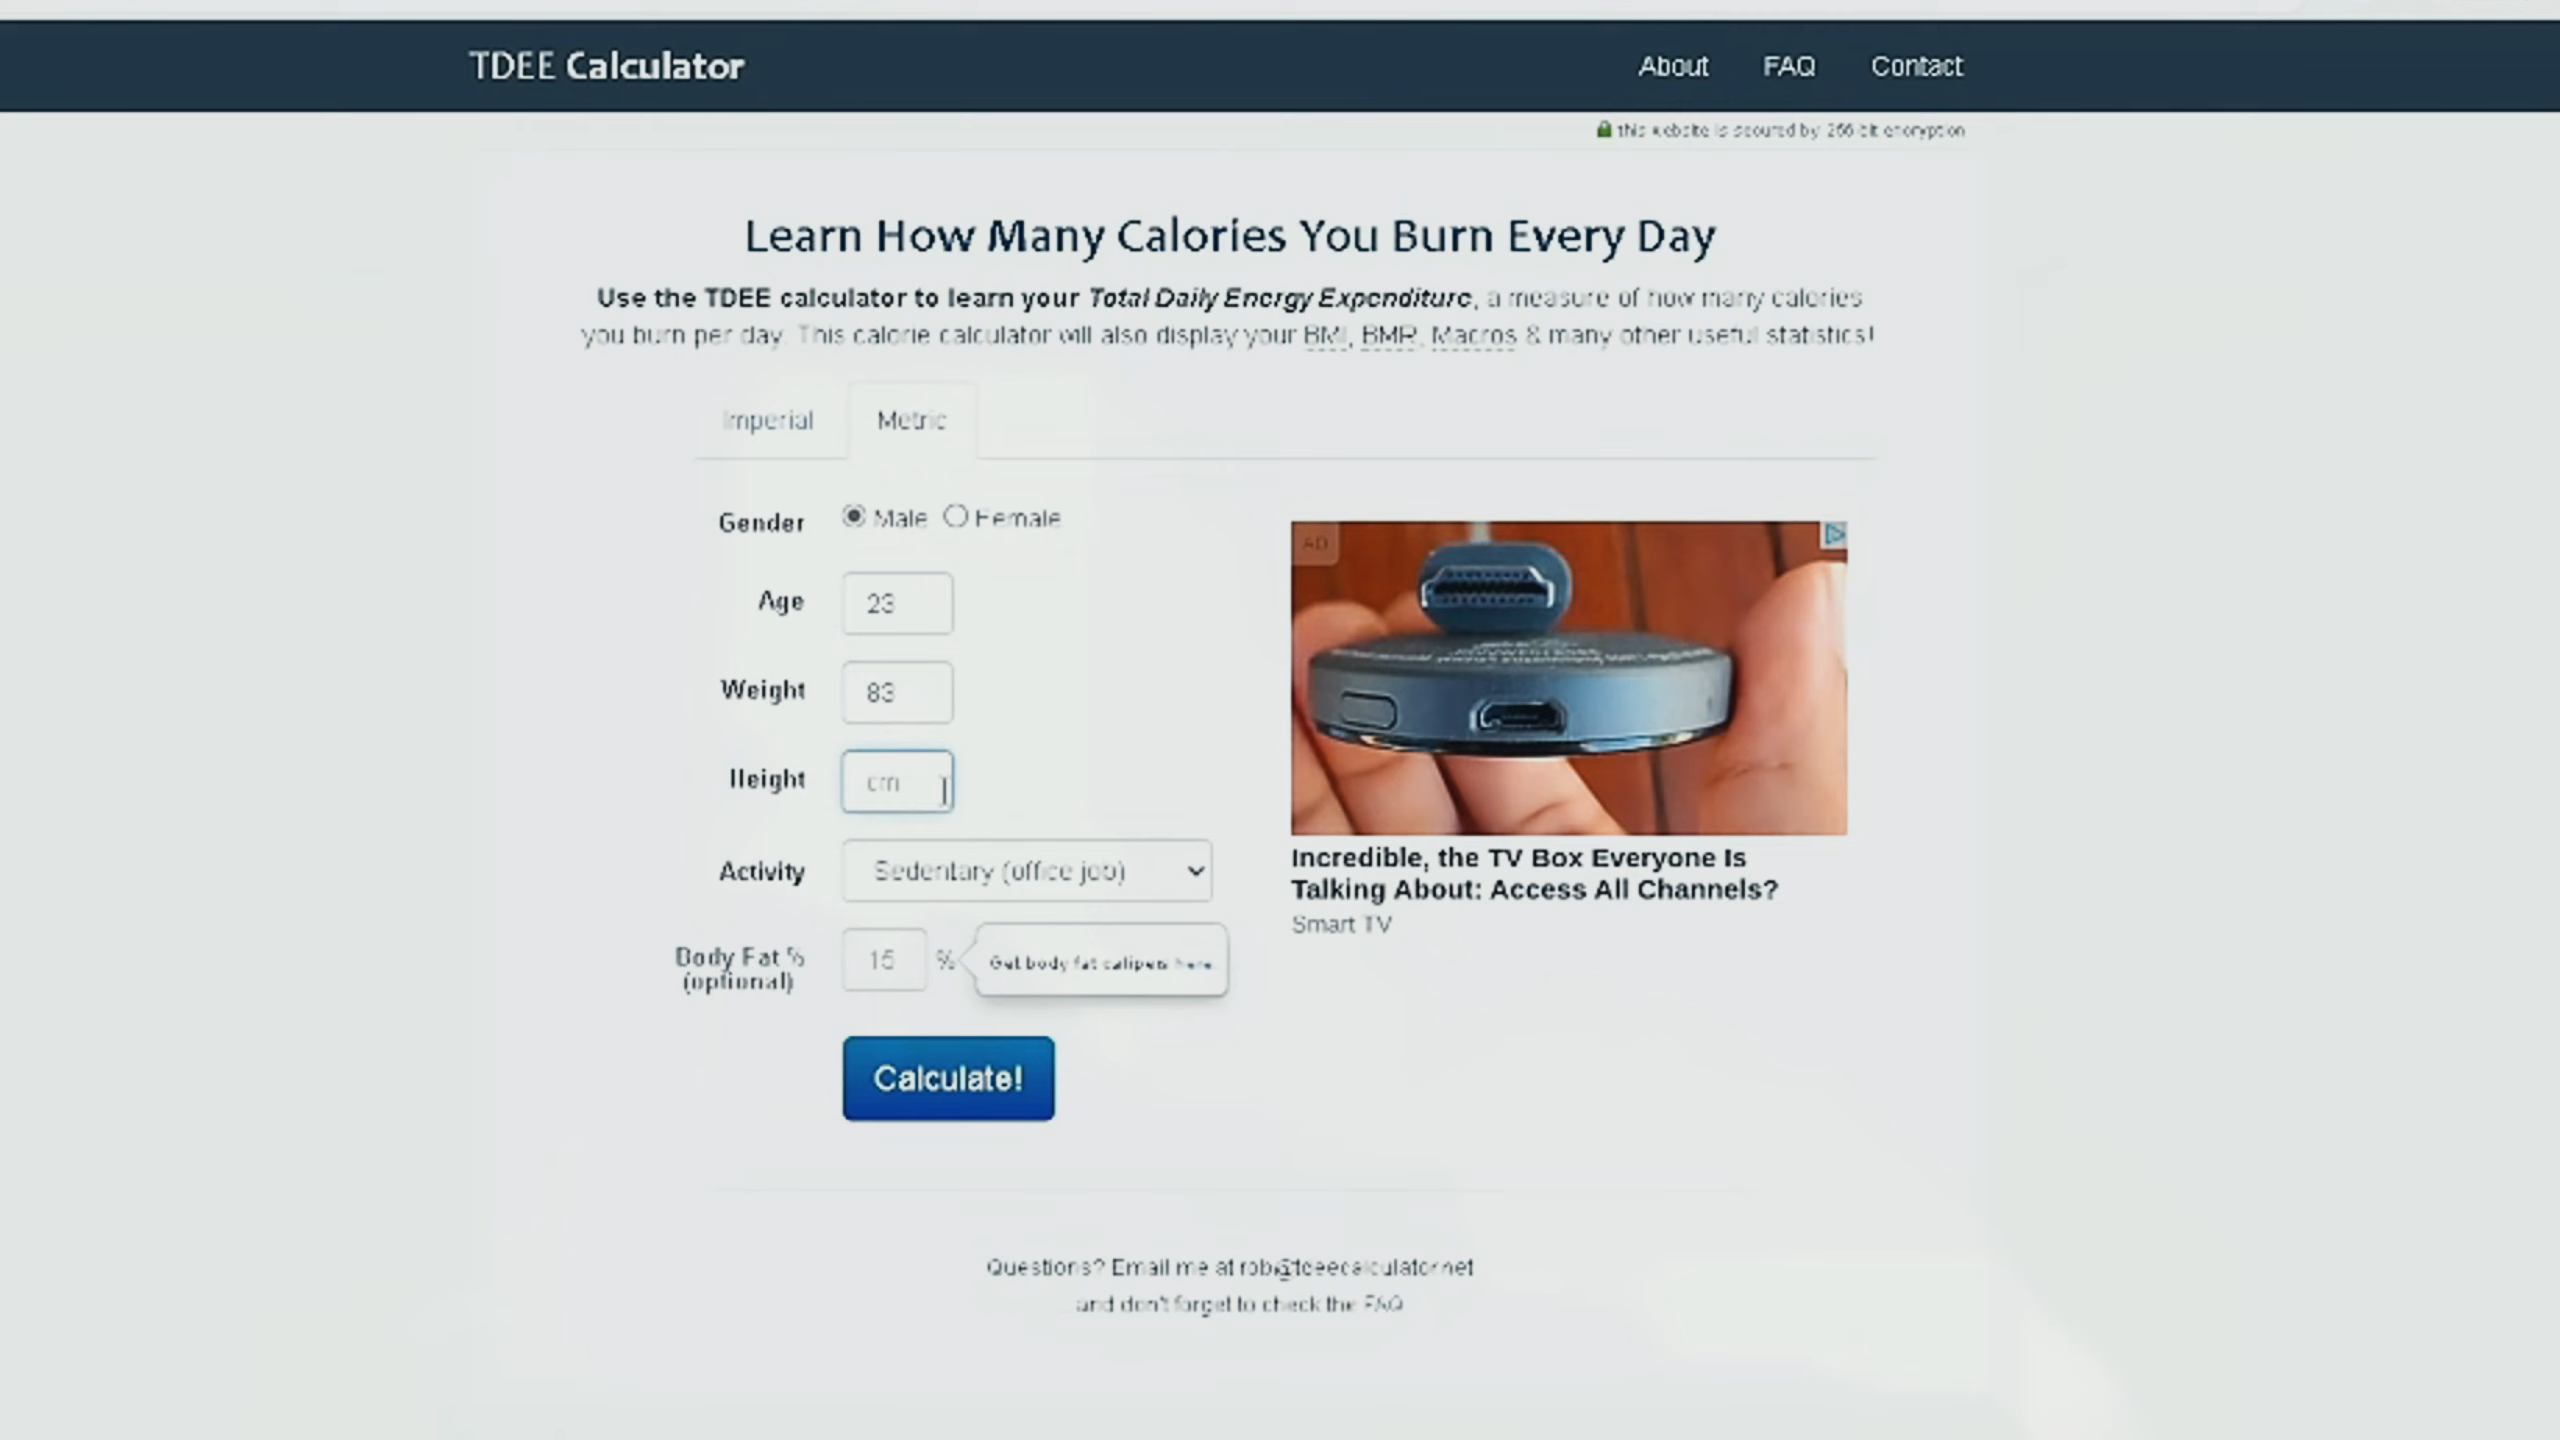 TDEE Calculator
About FAQ Contact
this website is secured by 256-bit encryption
Learn How Many Calories You Burn Every Day
Use the TDEE calculator to learn your Total Daily Energy Expenditure, a measure of how many calories
you burn per day. This calorie calculator will also display your BMI, BMR, Macros & many other useful statistics!
Imperial Metric
Gender Male Female
Age 23
Weight 83
Height cm
Activity Sedentary (office job)
Body Fat % 15 % Get body fat calipers here
(optional)
Calculate!
AD
Incredible, the TV Box Everyone Is
Talking About: Access All Channels?
Smart TV
Questions? Email me at rob@tdeecalculator.net
and don't forget to check the FAQ